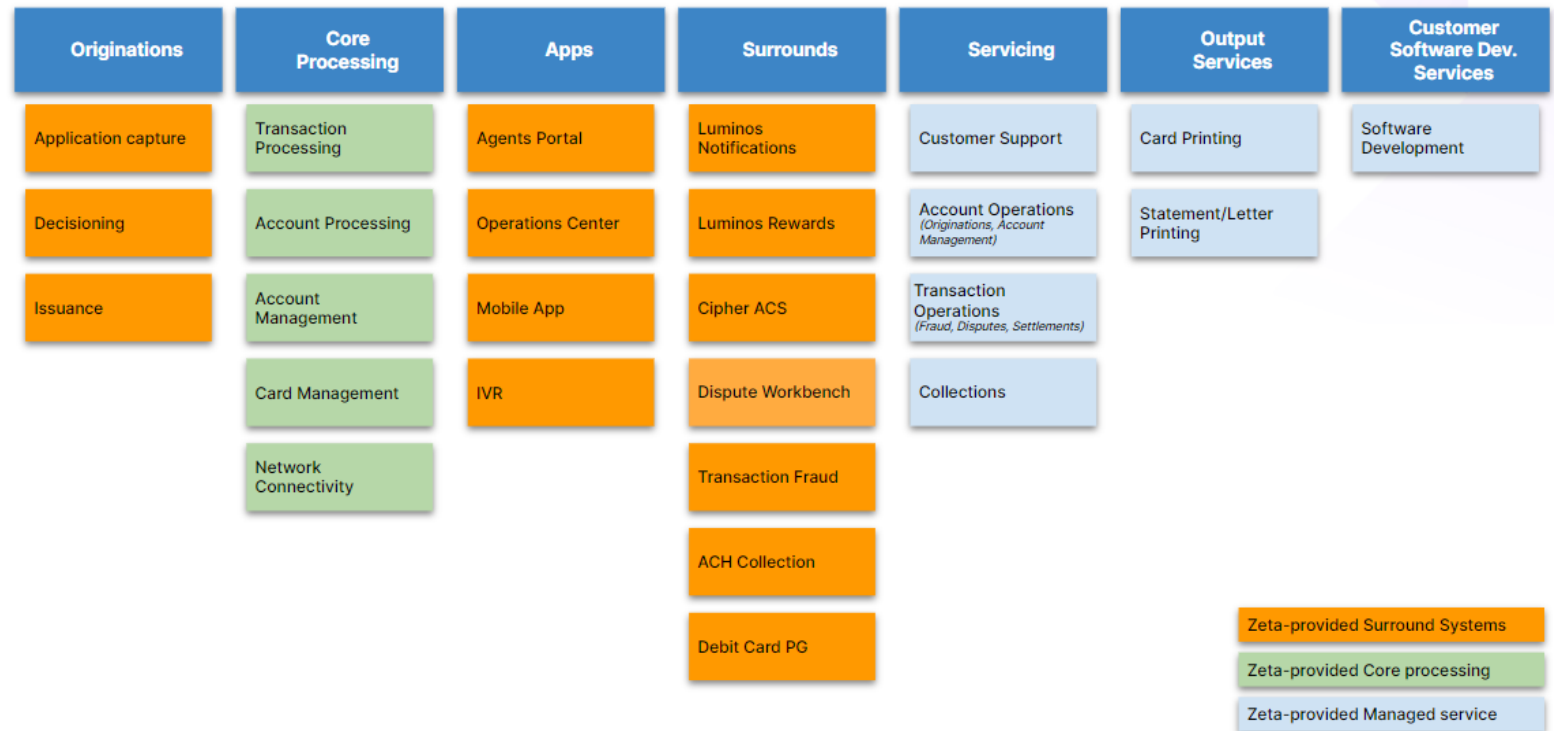 Originations
Core
Processing
Apps
Surrounds
Servicing
Output
Services
Customer
Software Dev.
Services
Application capture
Decisioning
Issuance
Transaction
Processing
Account Processing
Account
Management
Card Management
Network
Connectivity
Agents Portal
Operations Center
Mobile App
IVR
Luminos
Notifications
Luminos Rewards
Cipher ACS
Dispute Workbench
Transaction Fraud
ACH Collection
Debit Card PG
Customer Support
Account Operations
(Originations, Account
Management)
Transaction
Operations
(Fraud, Disputes, Settlements)
Collections
Card Printing
Statement/Letter
Printing
Software
Development
Zeta-provided Surround Systems
Zeta-provided Core processing
Zeta-provided Managed service